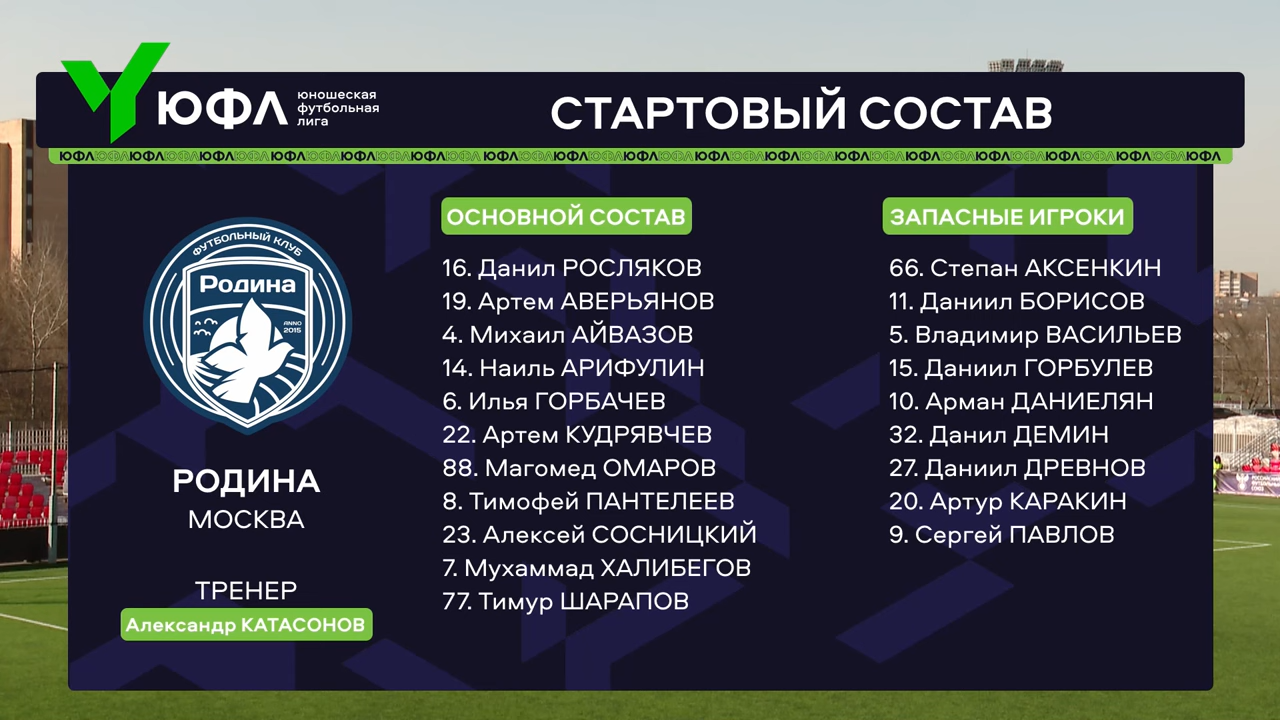 ЮФЛ
юношеская
футбольная
лига
СТАРТОВЫЙ СОСТАВ
ЮФЛЮФЛЮФЛЮФЛЮФЛЮФЛЮФЛЮФЛЮФЛЮФЛЮФЛ ЮФЛЮФЛЮФЛЮФЛЮФЛЮФЛЮФЛЮФЛЮФЛЮФЛЮФЛ
ФУТБОЛЬНЫЙ КЛУБ
Родина
ANNO
2015
РОДИНА
МОСКВА
ТРЕНЕР
Александр КАТАСОНОВ
ОСНОВНОЙ СОСТАВ
16. Данил РОСЛЯКОВ
19. Артем АВЕРЬЯНОВ
4. Михаил АЙВАЗОВ
14. Наиль АРИФУЛИН
6. Илья ГОРБАЧЕВ
22. Артем КУДРЯВЧЕВ
88. Магомед ОМАРОВ
8. Тимофей ПАНТЕЛЕЕВ
23. Алексей СОСНИЦКИЙ
7. Мухаммад ХАЛИБЕГОВ
77. Тимур ШАРАПОВ
ЗАПАСНЫЕ ИГРОКИ
66. Степан АКСЕНКИН
11. Даниил БОРИСОВ
5. Владимир ВАСИЛЬЕВ
15. Даниил ГОРБУЛЕВ
10. Арман ДАНИЕЛЯН
32. Данил ДЕМИН
27. Даниил ДРЕВНОВ
20. Артур КАРАКИН
9. Сергей ПАВЛОВ